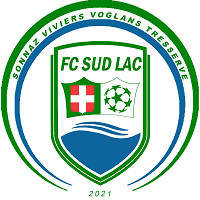 SONNAZ VIVIERS VOGLANS TRESSERVE
FC SUD LAC
2021